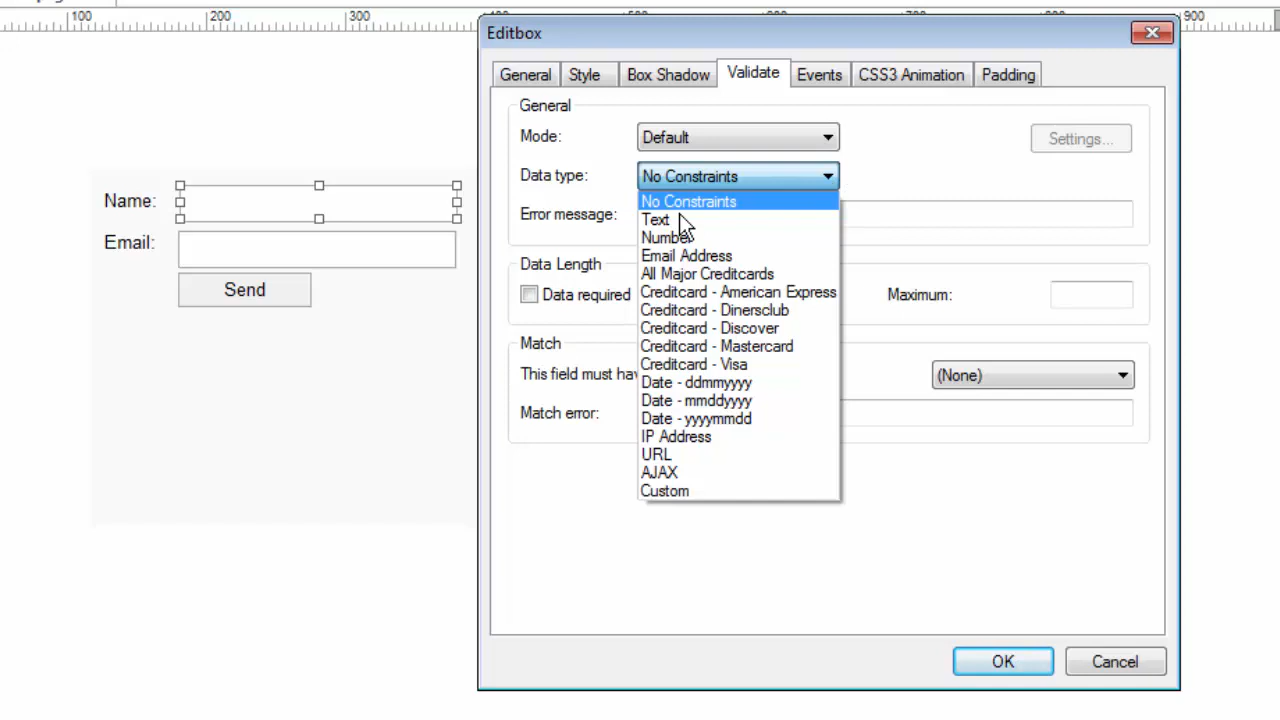 100
200
300
900
Editbox
General
Style
Box Shadow
Validate
Events
CSS3 Animation
Padding
General
Mode:
Default
Settings...
Data type:
No Constraints
No Constraints
Text
Number
Email Address
All Major Creditcards
Creditcard - American Express
Creditcard - Dinersclub
Creditcard - Discover
Creditcard - Mastercard
Creditcard - Visa
Date - ddmmyyyy
Date - mmddyyyy
Date - yyyymmdd
IP Address
URL
AJAX
Custom
Error message:
Data Length
Data required
Maximum:
Match
This field must
(None)
Match error:
OK
Cancel
Name:
Email:
Send